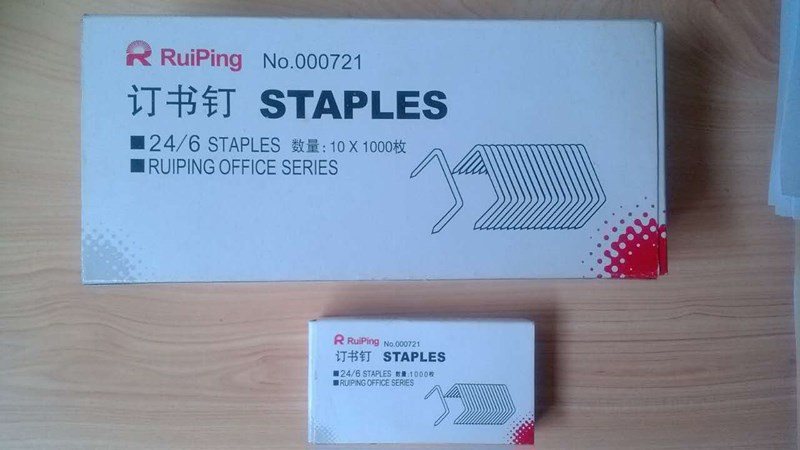 RuiPing No.000721
订书钉 STAPLES
■24/6 STAPLES 数量:10 X 1000枚
■RUIPING OFFICE SERIES
RuiPing No.000721
订书钉 STAPLES
■24/6 STAPLES 数量:1000枚
■RUIPING OFFICE SERIES